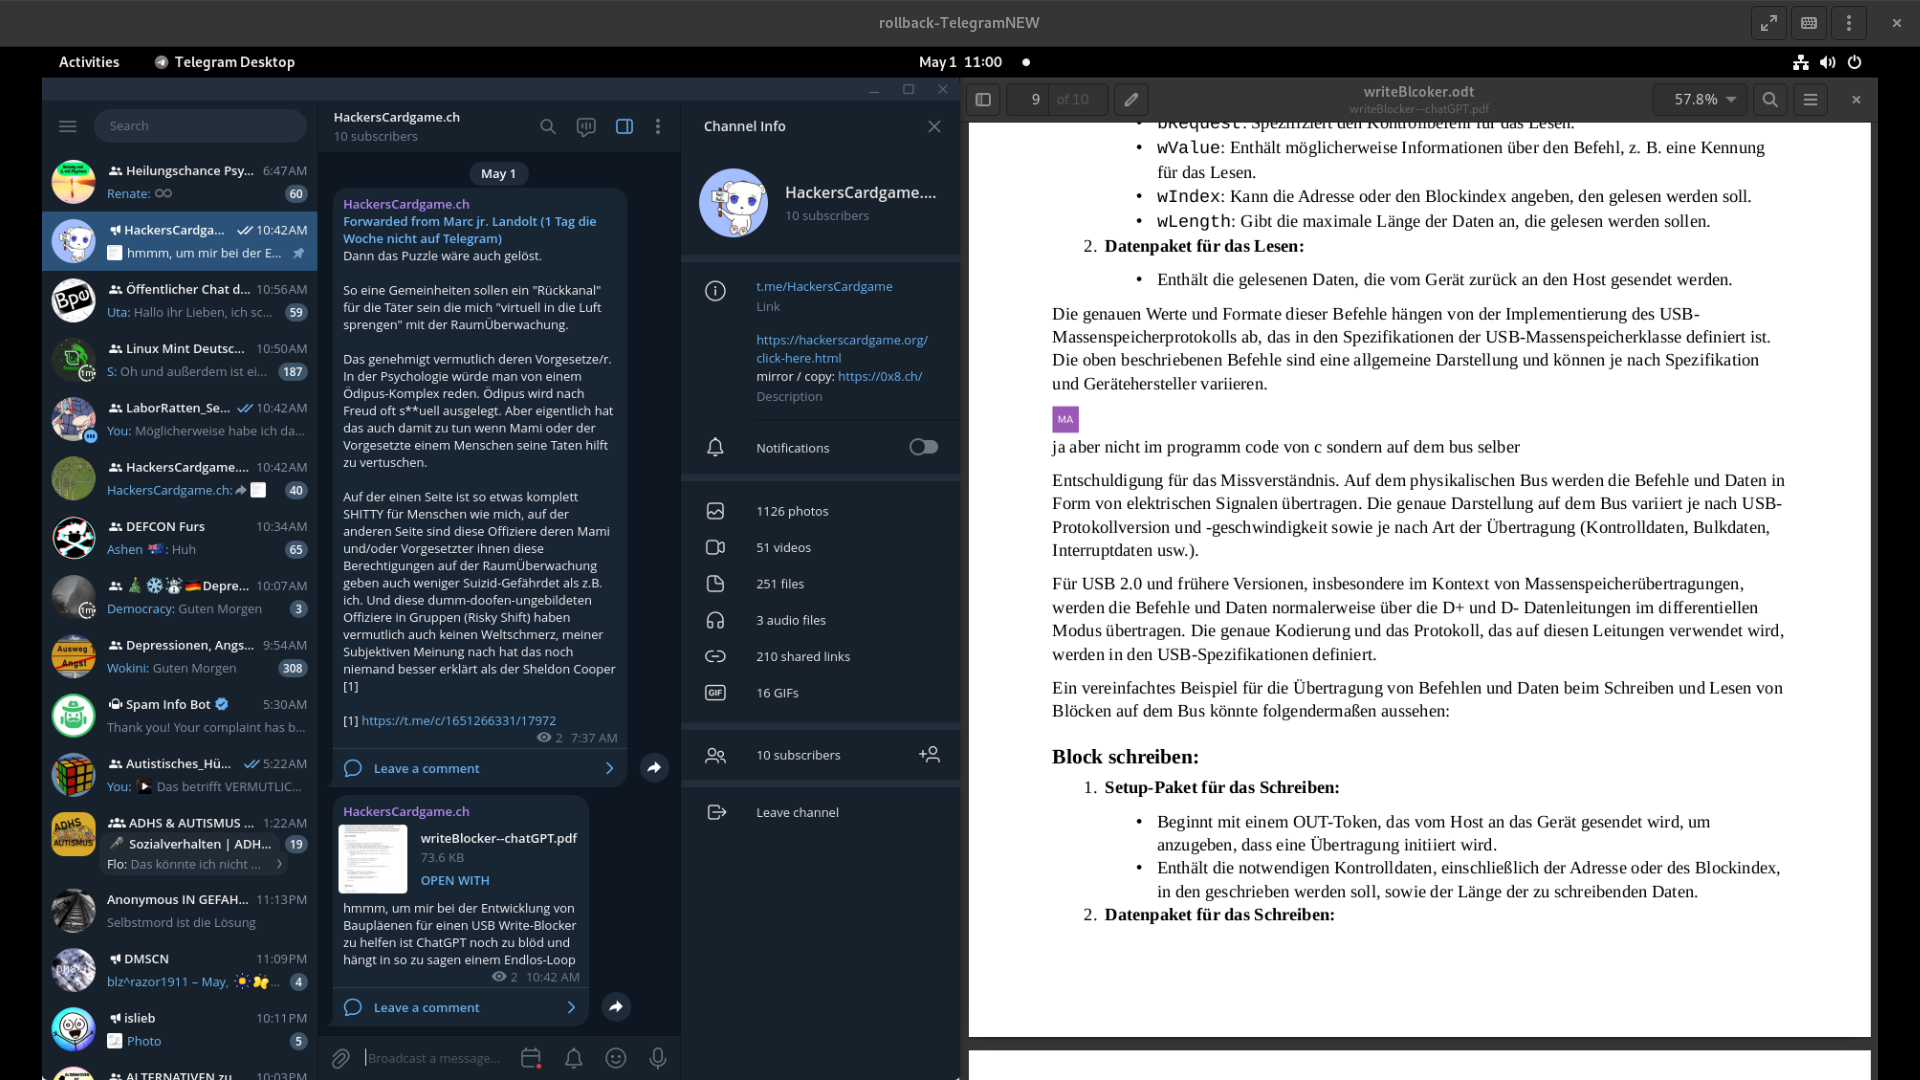 rollback-TelegramNEW
Activities
Telegram Desktop
May 1 11:00
Search
Heilungschance Psy... 6:47 AM
Renate: 60
HackersCardga... 10:42 AM
hmmm, um mir bei der E...
Öffentlicher Chat d... 10:56 AM
Uta: Hallo ihr Lieben, ich sc... 59
Linux Mint Deutsc... 10:50 AM
S: Oh und außerdem ist ei... 187
LaborRatten_Se... 10:42 AM
You: Möglicherweise habe ich da...
HackersCardgame.... 10:42 AM
HackersCardgame.ch: 40
DEFCON Furs 10:34 AM
Ashen : Huh 65
Depre... 10:07 AM
Democracy: Guten Morgen 3
Depressionen, Angs... 9:54 AM
Wokini: Guten Morgen 308
Spam Info Bot 5:30 AM
Thank you! Your complaint has b...
Autistisches_Hü... 5:22 AM
You: Das betrifft VERMUTLIC...
ADHS & AUTISMUS ... 1:22 AM
Sozialverhalten | ADH... 19
Flo: Das könnte ich nicht ...
Anonymous IN GEFAH... 11:13 PM
Selbstmord ist die Lösung
DMSCN 11:09 PM
blz^razor1911 – May, ... 4
islieb 10:11 PM
Photo 5
ALTERNATIVEN zu 10:03 PM
HackersCardgame.ch
10 subscribers
May 1
HackersCardgame.ch
Forwarded from Marc jr. Landolt (1 Tag die
Woche nicht auf Telegram)
Dann das Puzzle wäre auch gelöst.
So eine Gemeinheiten sollen ein "Rückkanal"
für die Täter sein die mich "virtuell in die Luft
sprengen" mit der RaumÜberwachung.
Das genehmigt vermutlich deren Vorgesetze/r.
In der Psychologie würde man von einem
Ödipus-Komplex reden. Ödipus wird nach
Freud oft s**uell ausgelegt. Aber eigentlich hat
das auch damit zu tun wenn Mami oder der
Vorgesetzte einem Menschen seine Taten hilft
zu vertuschen.
Auf der einen Seite ist so etwas komplett
SHITTY für Menschen wie mich, auf der
anderen Seite sind diese Offiziere deren Mami
und/oder Vorgesetzter ihnen diese
Berechtigungen auf der RaumÜberwachung
geben auch weniger Suizid-Gefährdet als z.B.
ich. Und diese dumm-doofen-ungebildeten
Offiziere in Gruppen (Risky Shift) haben
vermutlich auch keinen Weltschmerz, meiner
Subjektiven Meinung nach hat das noch
niemand besser erklärt als der Sheldon Cooper
[1]
[1] https://t.me/c/1651266331/17972
2 7:37 AM
Leave a comment
HackersCardgame.ch
writeBlocker--chatGPT.pdf
73.6 KB
OPEN WITH
hmmm, um mir bei der Entwicklung von
Baupläenen für einen USB Write-Blocker
zu helfen ist ChatGPT noch zu blöd und
hängt in so zu sagen einem Endlos-Loop
2 10:42 AM
Leave a comment
Broadcast a message...
Channel Info
HackersCardgame....
10 subscribers
t.me/HackersCardgame
Link
https://hackerscardgame.org/
click-here.html
mirror / copy: https://0x8.ch/
Description
Notifications
1126 photos
51 videos
251 files
3 audio files
210 shared links
GIF 16 GIFs
10 subscribers
Leave channel
9 of 10
writeBlcoker.odt
writeBlocker--chatGPT.pdf
57.8%
• bRequest: Spezifiziert den Kontrollbefehl für das Lesen.
• wValue: Enthält möglicherweise Informationen über den Befehl, z. B. eine Kennung
für das Lesen.
• wIndex: Kann die Adresse oder den Blockindex angeben, den gelesen werden soll.
• wLength: Gibt die maximale Länge der Daten an, die gelesen werden sollen.
2. Datenpaket für das Lesen:
• Enthält die gelesenen Daten, die vom Gerät zurück an den Host gesendet werden.
Die genauen Werte und Formate dieser Befehle hängen von der Implementierung des USB-
Massenspeicherprotokolls ab, das in den Spezifikationen der USB-Massenspeicherklasse definiert ist.
Die oben beschriebenen Befehle sind eine allgemeine Darstellung und können je nach Spezifikation
und Gerätehersteller variieren.
MA
ja aber nicht im programm code von c sondern auf dem bus selber
Entschuldigung für das Missverständnis. Auf dem physikalischen Bus werden die Befehle und Daten in
Form von elektrischen Signalen übertragen. Die genaue Darstellung auf dem Bus variiert je nach USB-
Protokollversion und -geschwindigkeit sowie je nach Art der Übertragung (Kontrolldaten, Bulkdaten,
Interruptdaten usw.).
Für USB 2.0 und frühere Versionen, insbesondere im Kontext von Massenspeicherübertragungen,
werden die Befehle und Daten normalerweise über die D+ und D- Datenleitungen im differentiellen
Modus übertragen. Die genaue Kodierung und das Protokoll, das auf diesen Leitungen verwendet wird,
werden in den USB-Spezifikationen definiert.
Ein vereinfachtes Beispiel für die Übertragung von Befehlen und Daten beim Schreiben und Lesen von
Blöcken auf dem Bus könnte folgendermaßen aussehen:
Block schreiben:
1. Setup-Paket für das Schreiben:
• Beginnt mit einem OUT-Token, das vom Host an das Gerät gesendet wird, um
anzugeben, dass eine Übertragung initiiert wird.
• Enthält die notwendigen Kontrolldaten, einschließlich der Adresse oder des Blockindex,
in den geschrieben werden soll, sowie der Länge der zu schreibenden Daten.
2. Datenpaket für das Schreiben: